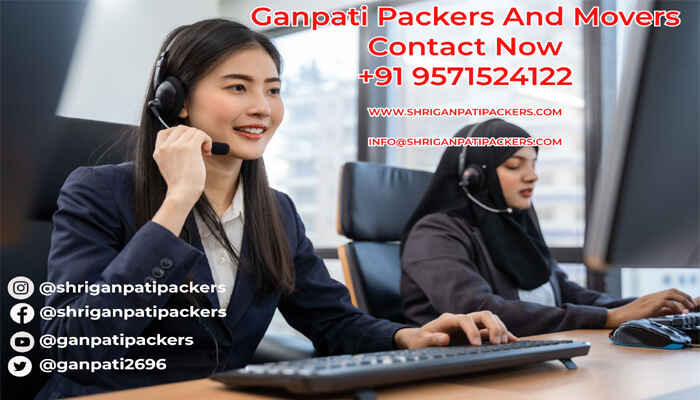 Ganpati Packers And Movers
Contact Now
+91 9571524122
WWW.SHRIGANPATIPACKERS.COM
INFO@SHRIGANPATIPACKERS.COM
@shriganpatipackers
@shriganpatipackers
@ganpatipackers
@ganpati2696